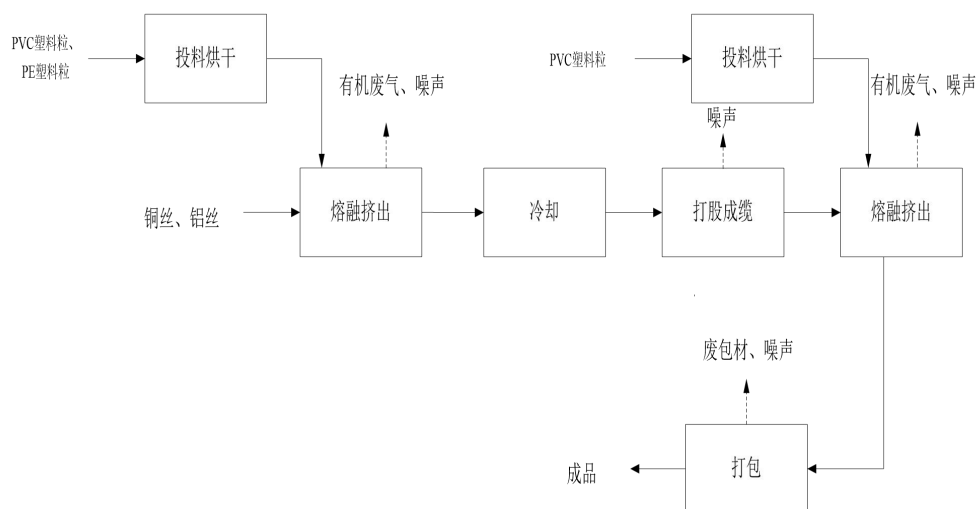 PVC塑料粒、
PE塑料粒
投料烘干
有机废气、噪声
PVC塑料粒
投料烘干
噪声
有机废气、噪声
铜丝、铝丝
熔融挤出
冷却
打股成缆
熔融挤出
废包材、噪声
成品
打包